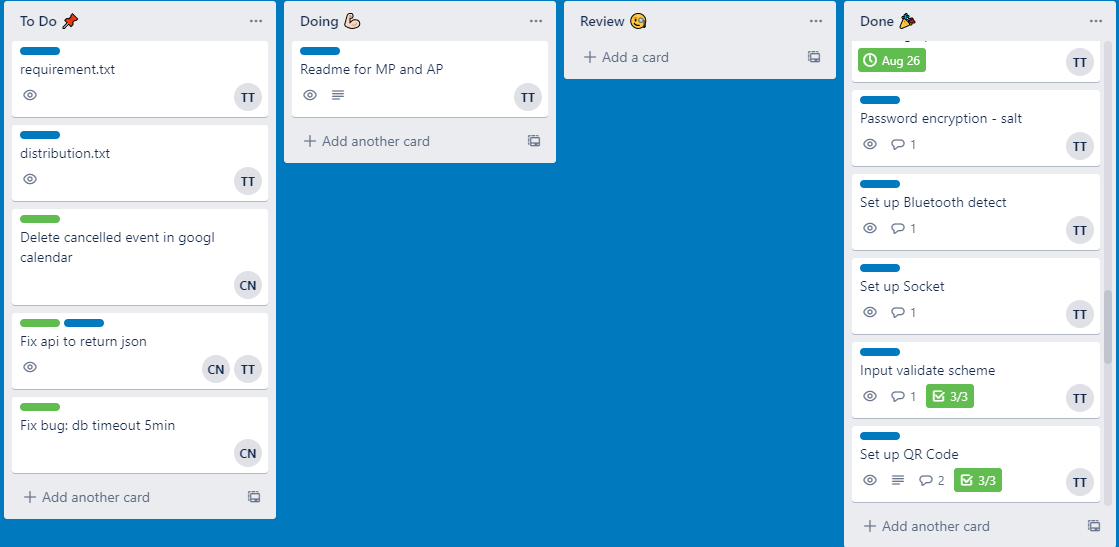 To Do 📌
requirement.txt
TT
distribution.txt
TT
Delete cancelled event in googl
calendar
CN
Fix api to return json
CN TT
Fix bug: db timeout 5min
CN
+ Add another card
Doing 💪🏼
Readme for MP and AP
TT
+ Add another card
Review 🧐
+ Add a card
Done 🎉
Aug 26
TT
Password encryption - salt
1
TT
Set up Bluetooth detect
1
TT
Set up Socket
1
TT
Input validate scheme
1 3/3
TT
Set up QR Code
2 3/3
TT
+ Add another card